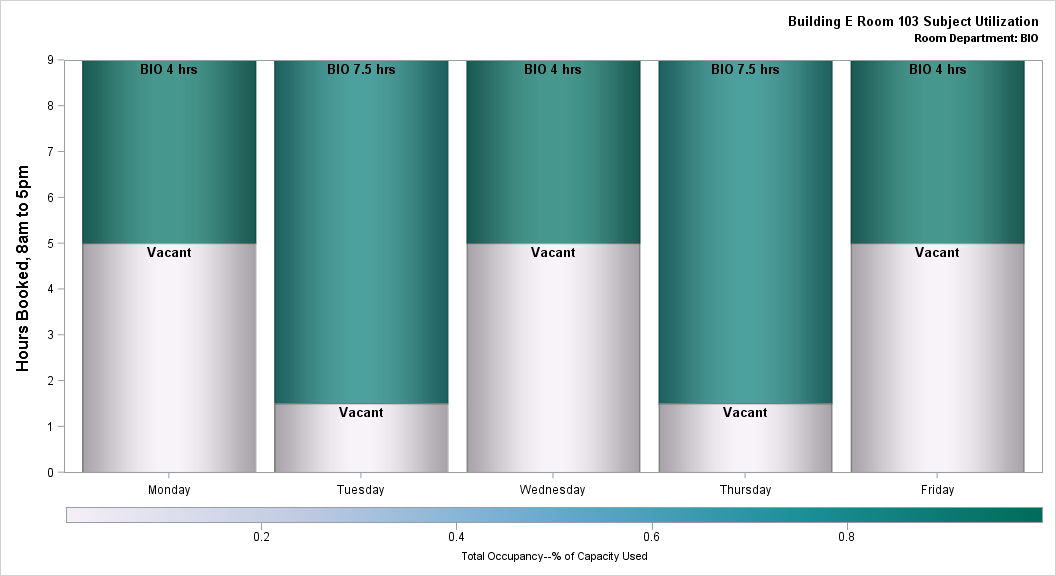 Building E Room 103 Subject Utilization
Room Department: BIO
Hours Booked, 8am to 5pm
9
8
7
6
5
4
3
2
1
0
BIO 4 hrs
BIO 7.5 hrs
BIO 4 hrs
BIO 7.5 hrs
BIO 4 hrs
Vacant
Vacant
Vacant
Vacant
Vacant
Monday
Tuesday
Wednesday
Thursday
Friday
0.2
0.4
0.6
0.8
Total Occupancy--% of Capacity Used